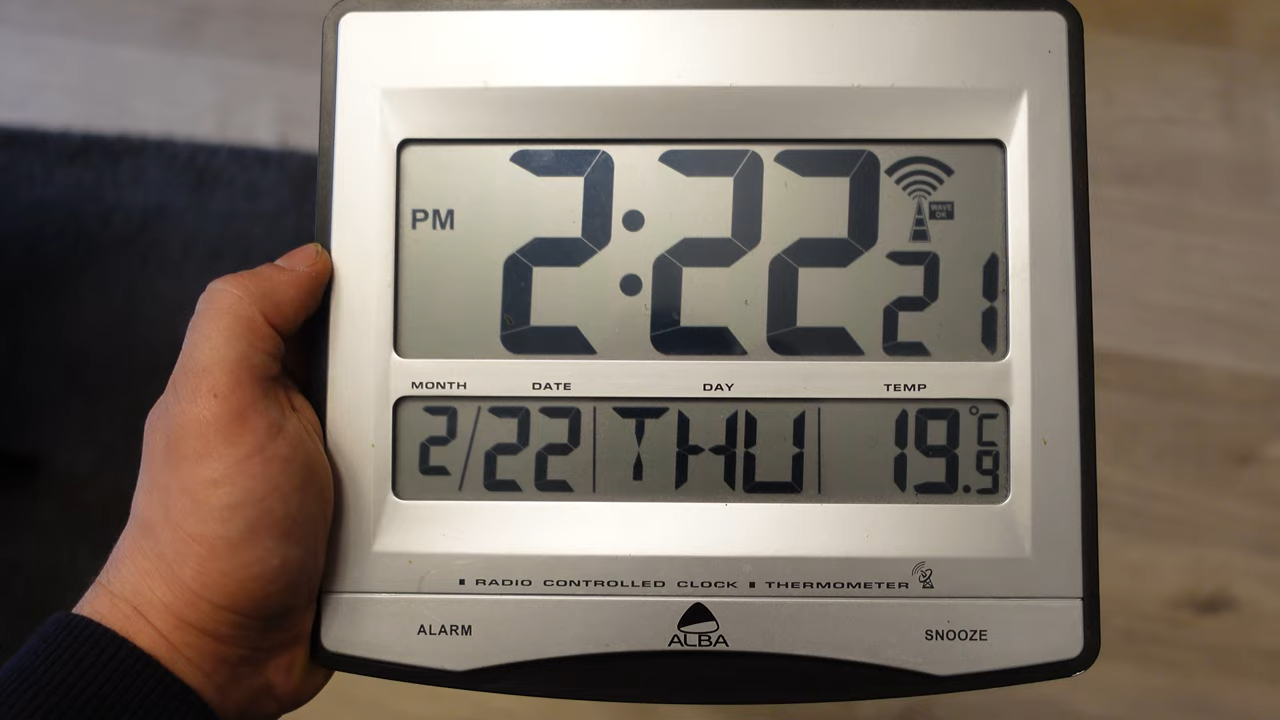 PM 2:22 21
WAVE
OK
MONTH DATE DAY TEMP
2/22 THU 19.9 °C
RADIO CONTROLLED CLOCK THERMOMETER
ALARM ALBA SNOOZE